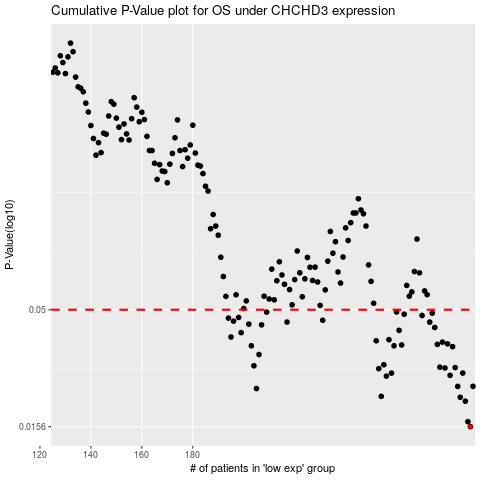 Cumulative P-Value plot for OS under CHCHD3 expression
P-Value(log10)
0.05
0.0156
120 140 160 180
# of patients in 'low exp' group